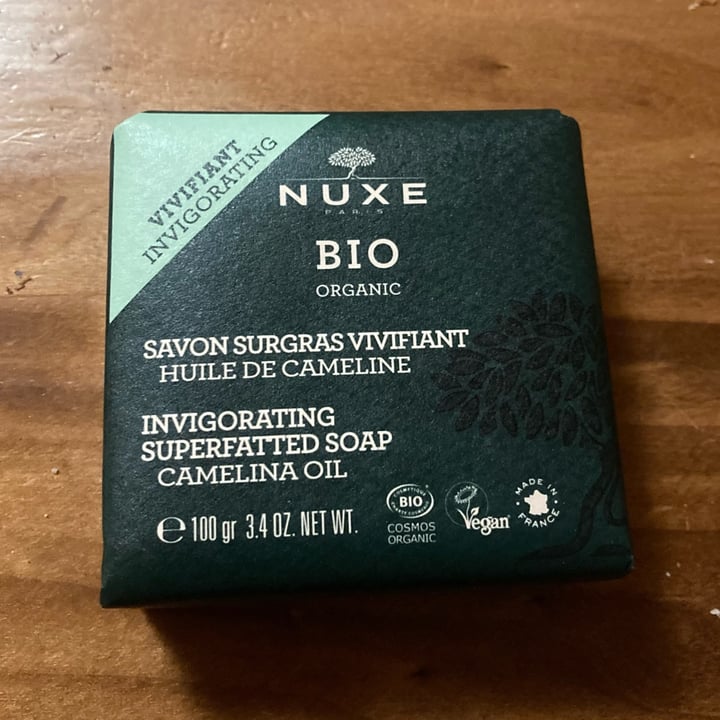 VIVIFIANT
INVIGORATING
NUXE
PARIS
BIO
ORGANIC
SAVON SURGRAS VIVIFIANT
HUILE DE CAMELINE
INVIGORATING
SUPERFATTED SOAP
CAMELINA OIL
℮ 100 gr 3.4 OZ. NET WT.
COSMÉTIQUE
BIO
COSMOS
ORGANIC
Vegan
MADE IN
FRANCE